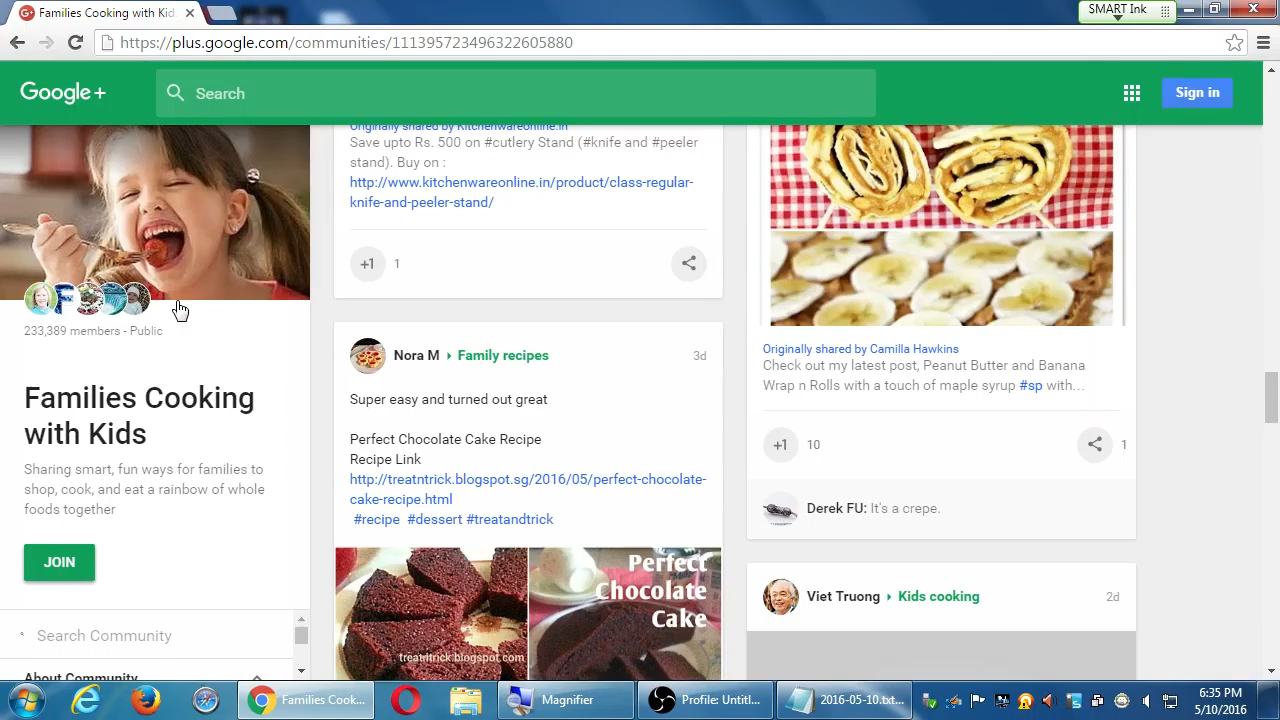 Families Cooking with Kid
SMART Ink
https://plus.google.com/communities/111395723496322605880
Google+
Search
Sign in
233,389 members - Public
Families Cooking
with Kids
Sharing smart, fun ways for families to
shop, cook, and eat a rainbow of whole
foods together
JOIN
Search Community
About Community
Originally shared by Kitchenwareonline.in
Save upto Rs. 500 on #cutlery Stand (#knife and #peeler
stand). Buy on :
http://www.kitchenwareonline.in/product/class-regular-
knife-and-peeler-stand/
+1 1
Nora M Family recipes 3d
Super easy and turned out great
Perfect Chocolate Cake Recipe
Recipe Link
http://treatntrick.blogspot.sg/2016/05/perfect-chocolate-
cake-recipe.html
#recipe #dessert #treatandtrick
Perfect
Chocolate
Cake
treatntrick.blogspot.com
Originally shared by Camilla Hawkins
Check out my latest post, Peanut Butter and Banana
Wrap n Rolls with a touch of maple syrup #sp with…
+1 10 1
Derek FU: It's a crepe.
Viet Truong Kids cooking 2d
Families Cook...
Magnifier
Profile: Untitl...
2016-05-10.txt...
6:35 PM
5/10/2016